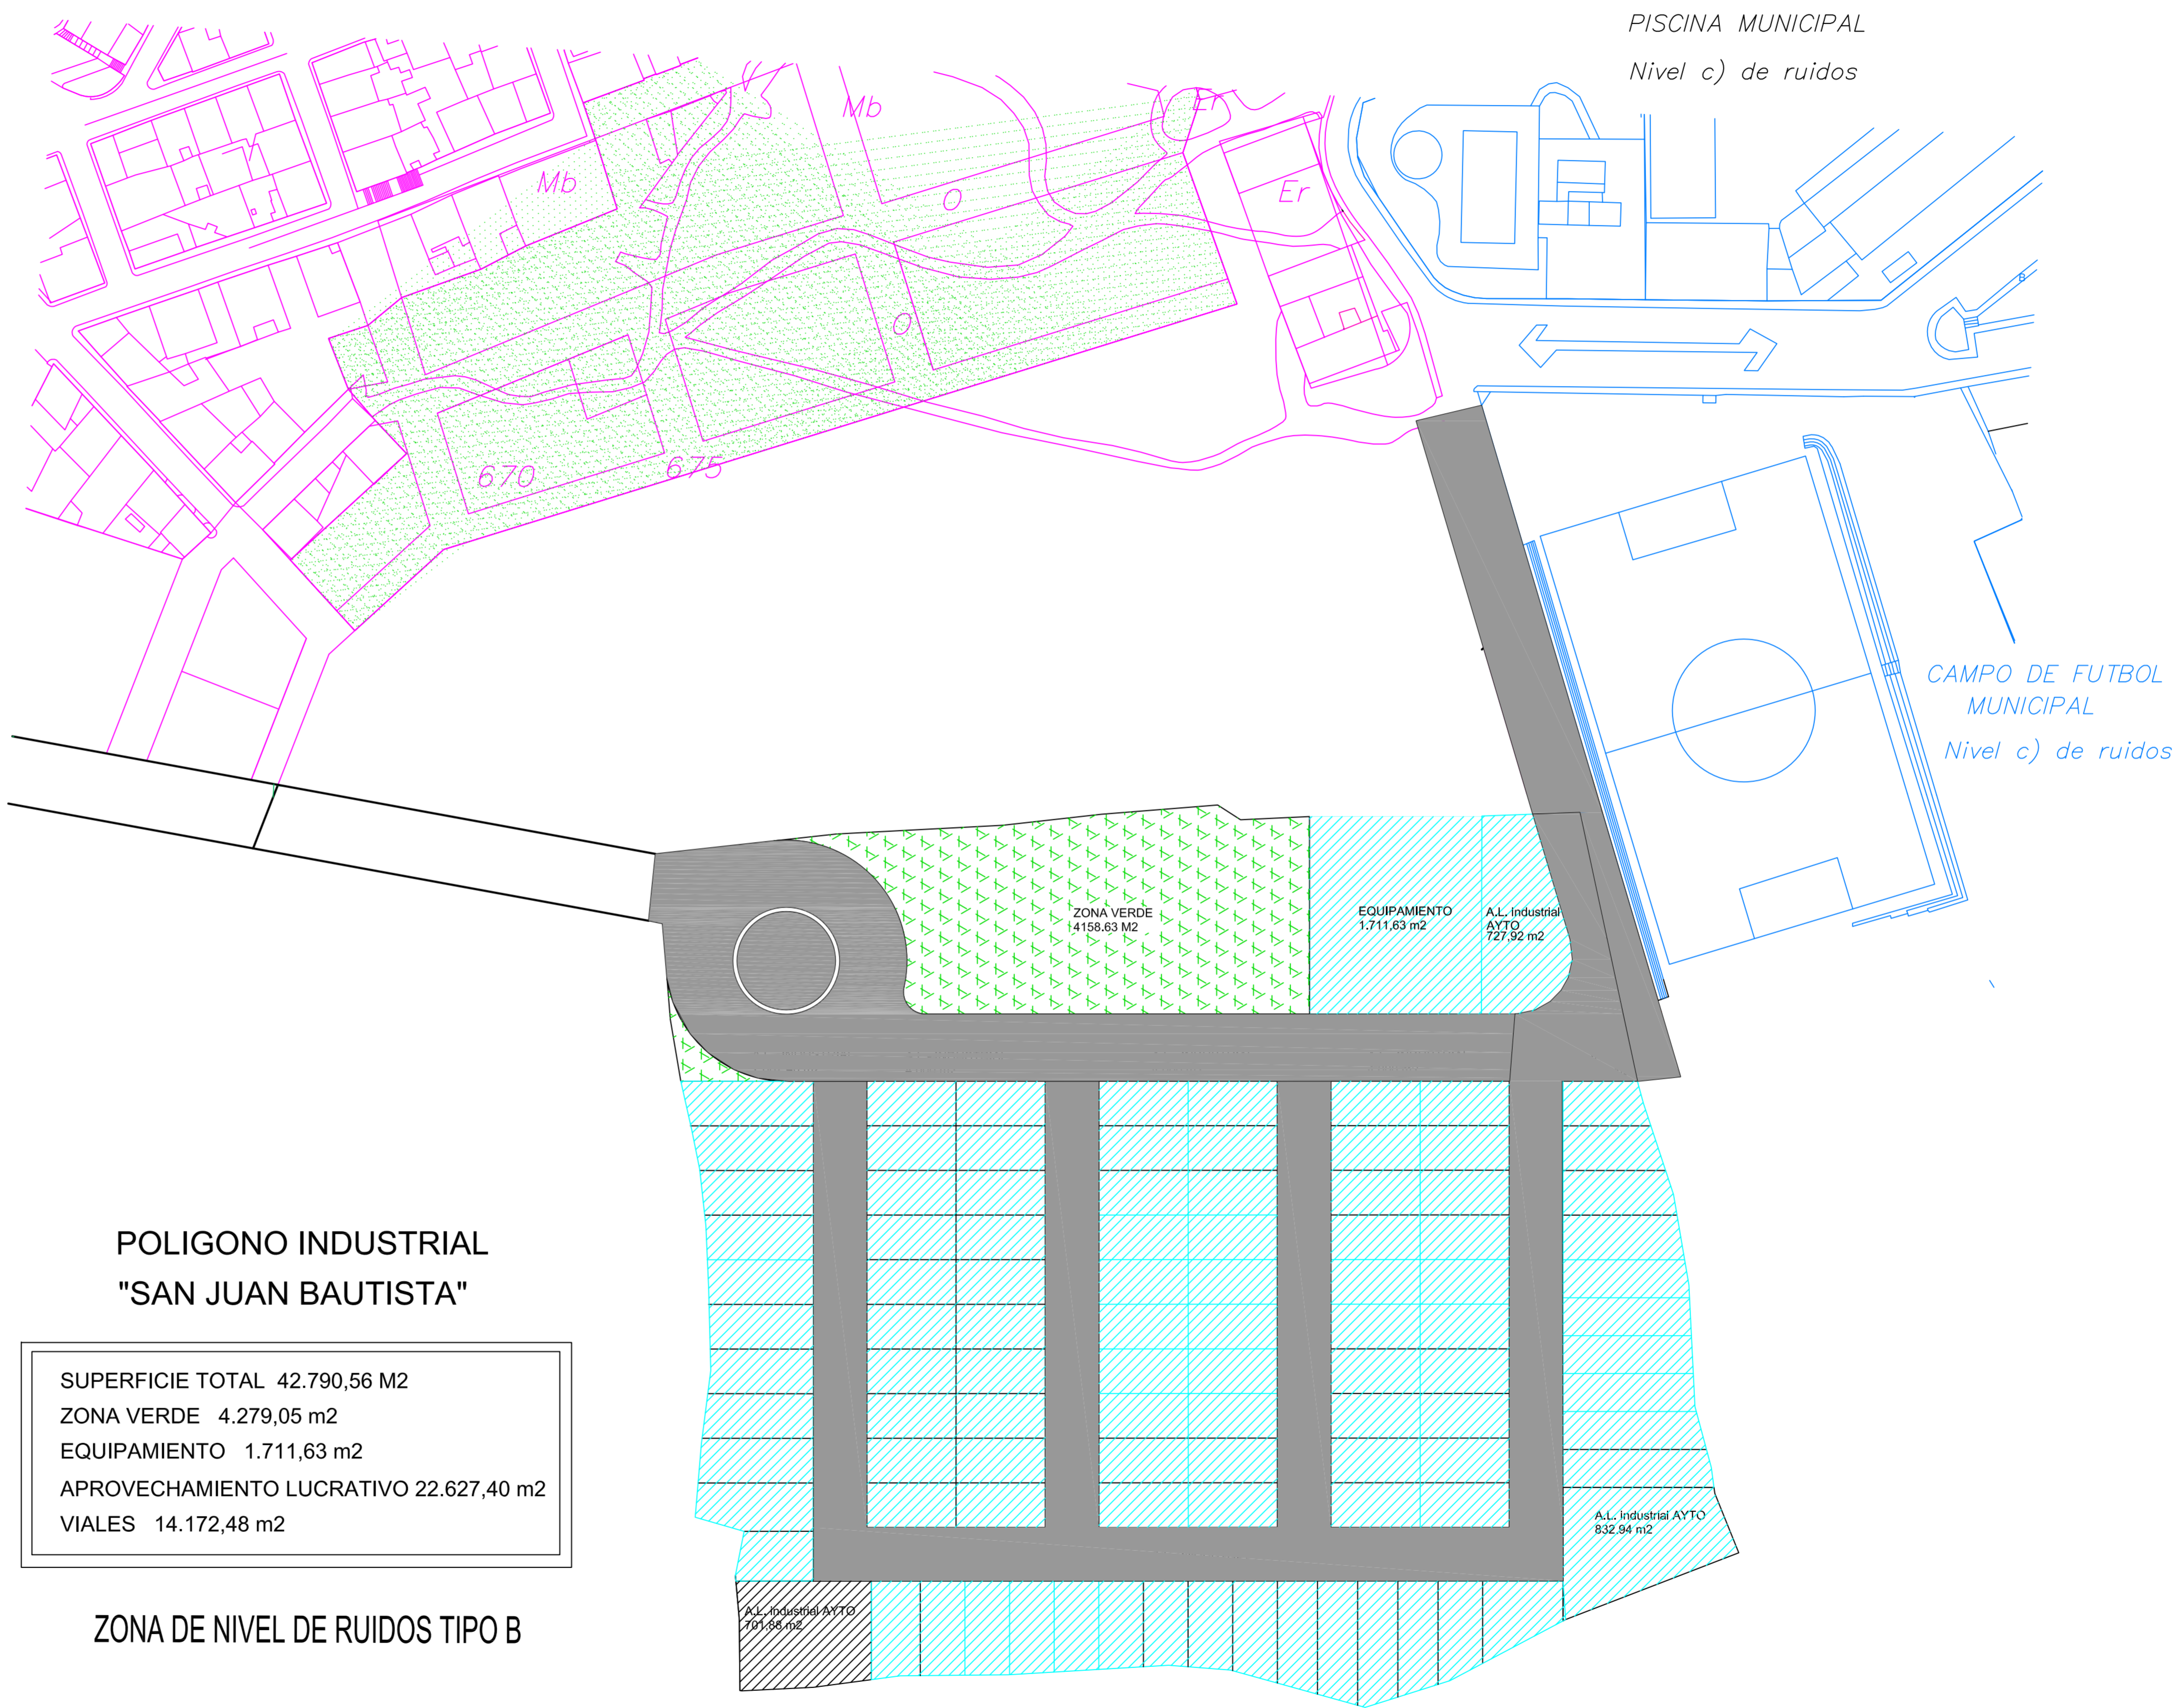 PISCINA MUNICIPAL
Nivel c) de ruidos
Mb
Er
Mb
Er
O
O
670
675
B
CAMPO DE FUTBOL
MUNICIPAL
Nivel c) de ruidos
ZONA VERDE
4158.63 M2
EQUIPAMIENTO
1.711,63 m2
A.L. industrial
AYTO
727,92 m2
POLIGONO INDUSTRIAL
"SAN JUAN BAUTISTA"
SUPERFICIE TOTAL 42.790,56 M2
ZONA VERDE 4.279,05 m2
EQUIPAMIENTO 1.711,63 m2
APROVECHAMIENTO LUCRATIVO 22.627,40 m2
VIALES 14.172,48 m2
A.L. industrial AYTO
832.94 m2
A.L. industrial AYTO
701,88 m2
ZONA DE NIVEL DE RUIDOS TIPO B